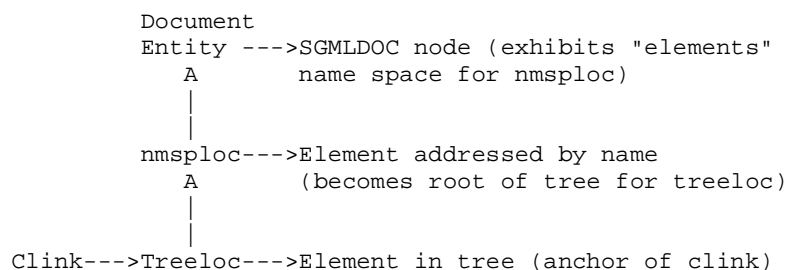 Document
Entity --->SGMLDOC node (exhibits "elements"
A name space for nmsploc)
|
|
nmsploc--->Element addressed by name
A (becomes root of tree for treeloc)
|
|
Clink--->Treeloc--->Element in tree (anchor of clink)